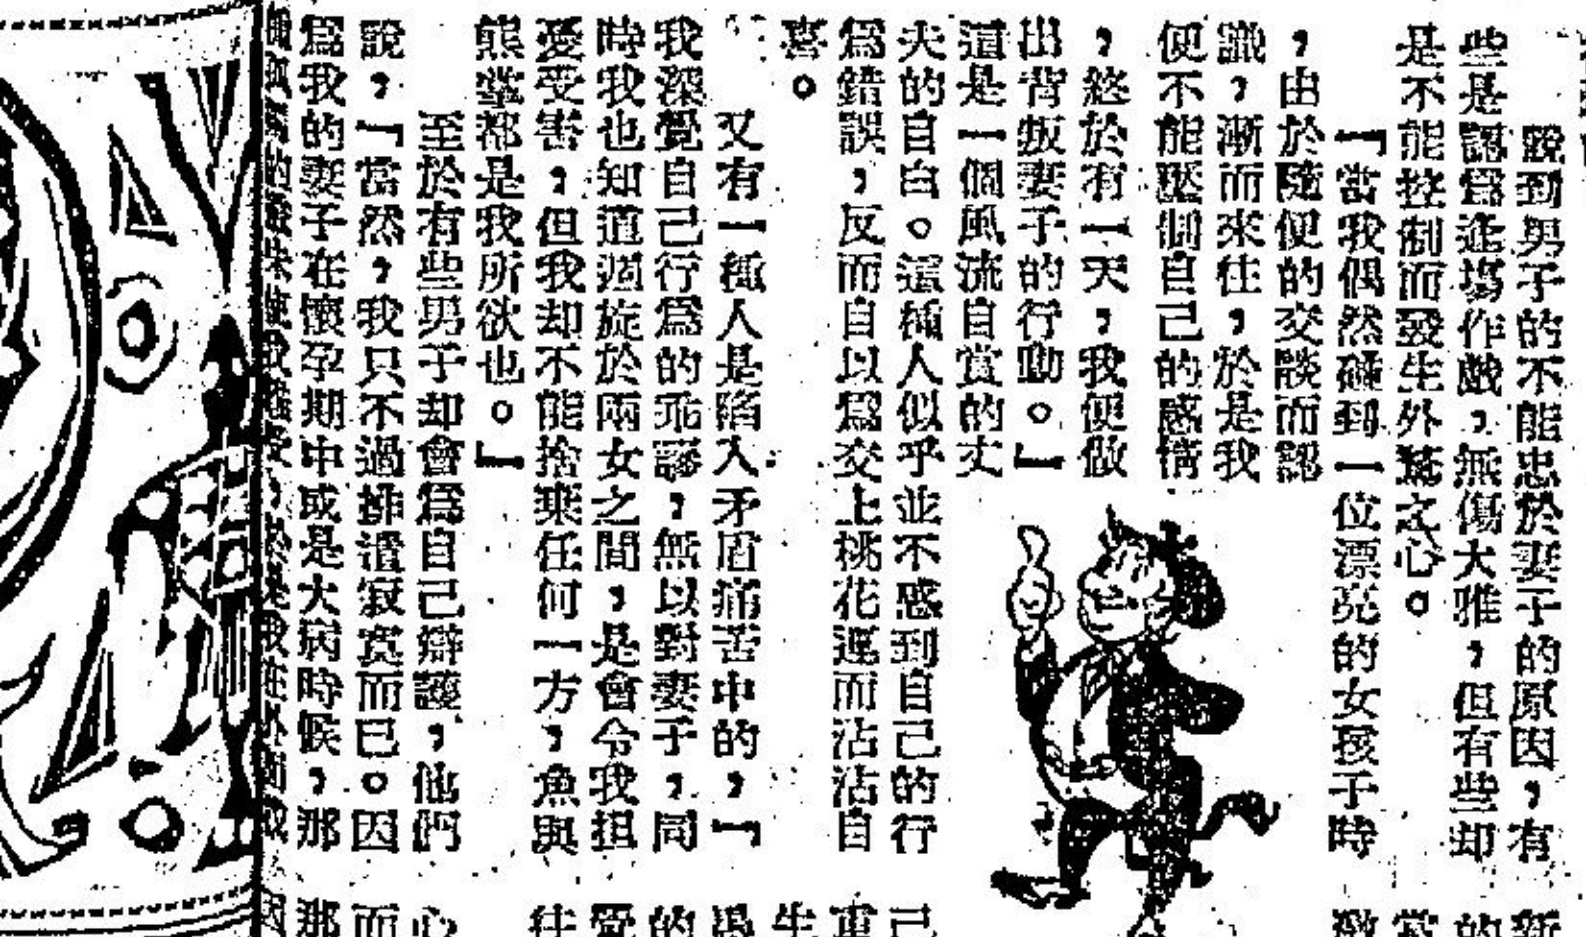 說到男子的不能忠於妻子的原因，有
些是認爲逢塲作戲，無傷大雅，但有些却
是不能控制而發生外騖之心。
「當我偶然碰到一位漂亮的女孩子時
，由於隨便的交談而認
識，漸而來往，於是我
便不能壓制自己的感情
，終於有一天，我便做
出背叛妻子的行動。」
這是一個風流自賞的丈
夫的自白。這種人似乎並不感到自己的行
爲錯誤，反而自以爲交上桃花運而沾沾自
喜。
又有一種人是陷入矛盾痛苦中的，「
我深覺自己行爲的乖謬，無以對妻子，同
時我也知道週旋於兩女之間，是會令我担
憂受害，但我却不能捨棄任何一方，魚與
熊掌都是我所欲也。」
至於有些男子却會爲自己辯護，他們
說，「當然，我只不過排遣寂寞而已。因
爲我的妻子在懷孕期中或是大病時候，那